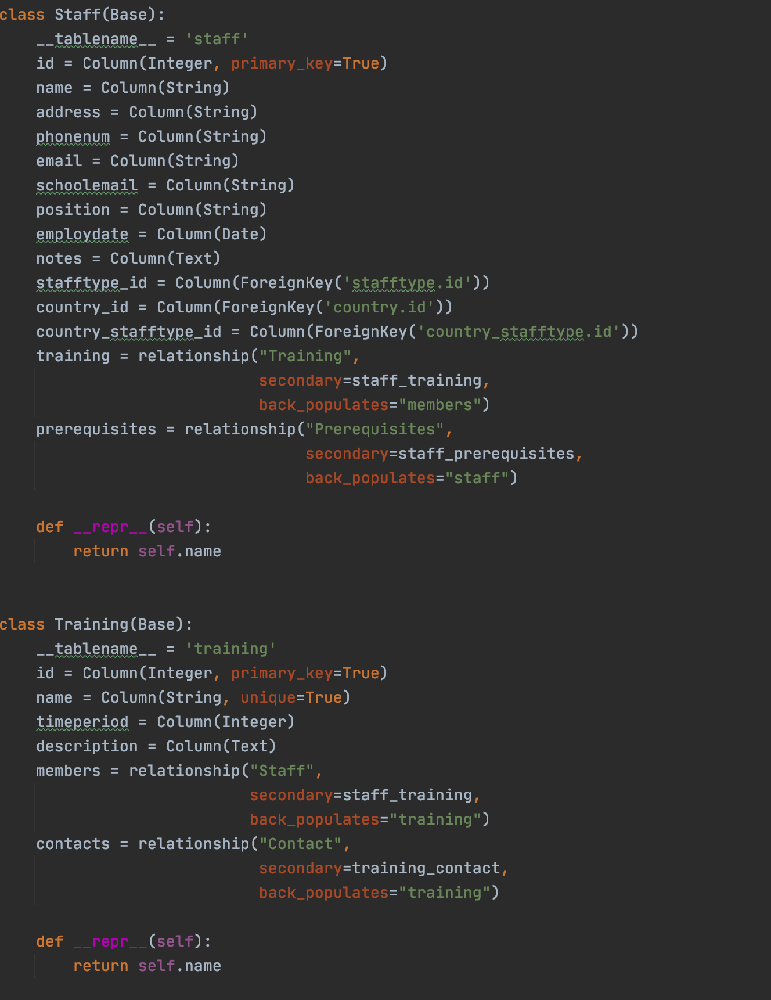 class Staff(Base):
    __tablename__ = 'staff'
    id = Column(Integer, primary_key=True)
    name = Column(String)
    address = Column(String)
    phonenum = Column(String)
    email = Column(String)
    schoolemail = Column(String)
    position = Column(String)
    employdate = Column(Date)
    notes = Column(Text)
    stafftype_id = Column(ForeignKey('stafftype.id'))
    country_id = Column(ForeignKey('country.id'))
    country_stafftype_id = Column(ForeignKey('country_stafftype.id'))
    training = relationship("Training",
                            secondary=staff_training,
                            back_populates="members")
    prerequisites = relationship("Prerequisites",
                                 secondary=staff_prerequisites,
                                 back_populates="staff")
    def __repr__(self):
        return self.name
class Training(Base):
    __tablename__ = 'training'
    id = Column(Integer, primary_key=True)
    name = Column(String, unique=True)
    timeperiod = Column(Integer)
    description = Column(Text)
    members = relationship("Staff",
                           secondary=staff_training,
                           back_populates="training")
    contacts = relationship("Contact",
                            secondary=training_contact,
                            back_populates="training")
    def __repr__(self):
        return self.name